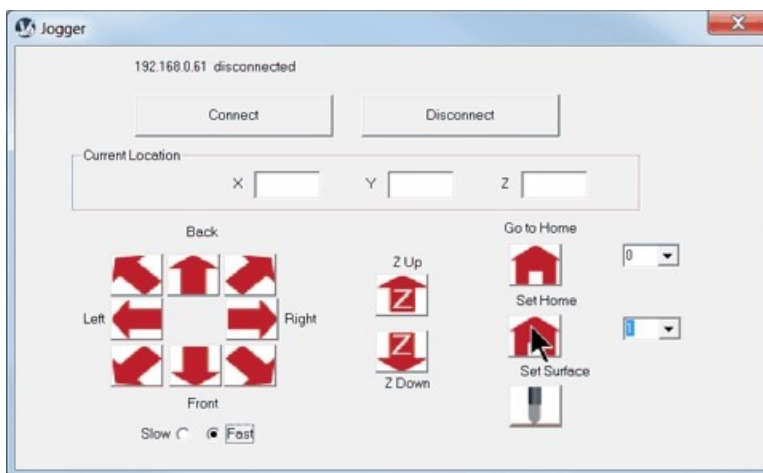 Jogger
192.168.0.61 disconnected
Connect Disconnect
Current Location
X Y Z
Back
Go to Home
Z Up
0
Z
Set Home
Left Right
1
Z
Z Down
Set Surface
Front
Slow Fast